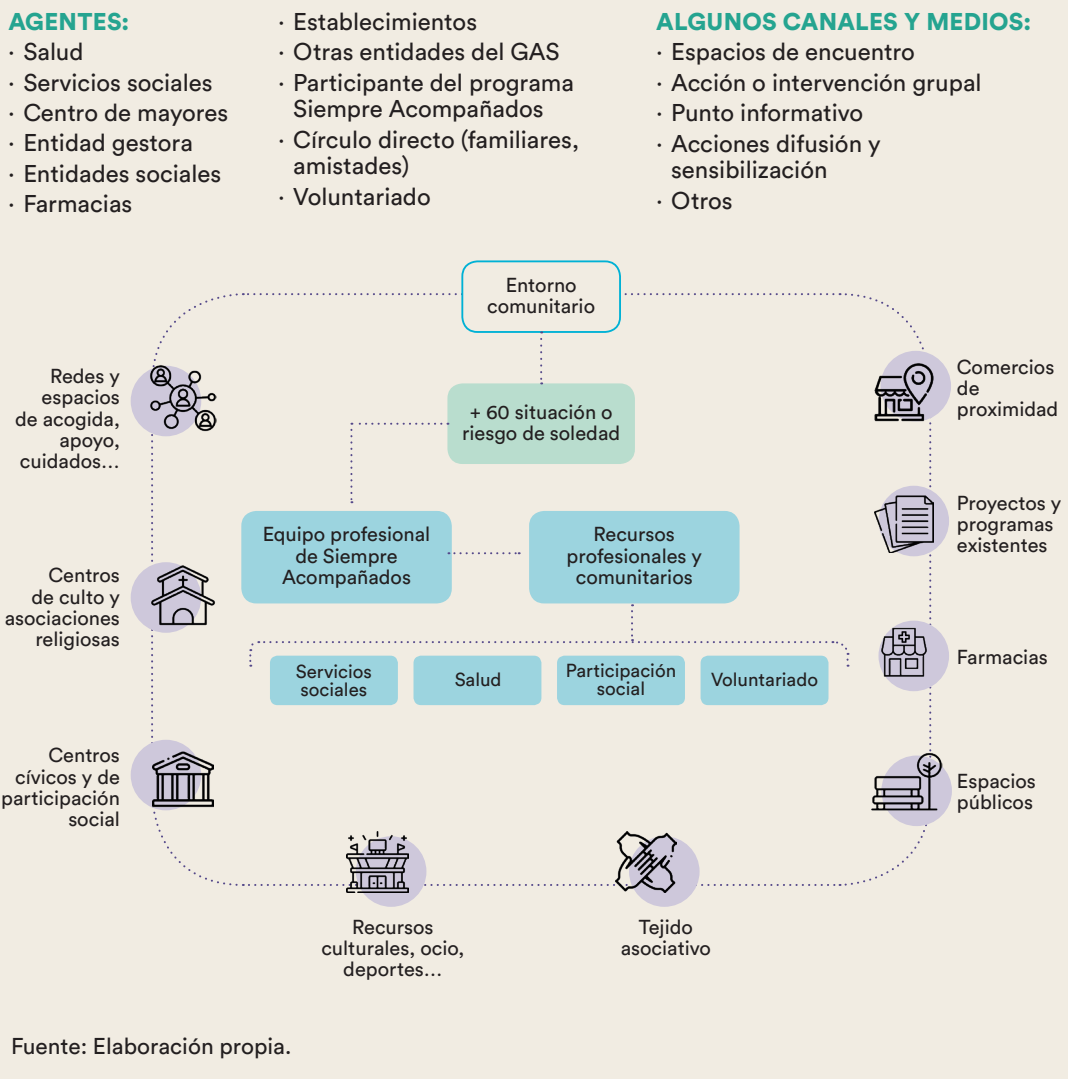 AGENTES:
· Salud
· Servicios sociales
· Centro de mayores
· Entidad gestora
· Entidades sociales
· Farmacias
· Establecimientos
· Otras entidades del GAS
· Participante del programa
Siempre Acompañados
· Círculo directo (familiares,
amistades)
· Voluntariado
ALGUNOS CANALES Y MEDIOS:
· Espacios de encuentro
· Acción o intervención grupal
· Punto informativo
· Acciones difusión y
sensibilización
· Otros
Entorno
comunitario
+ 60 situación o
riesgo de soledad
Equipo profesional
de Siempre
Acompañados
Recursos
profesionales y
comunitarios
Servicios
sociales
Salud
Participación
social
Voluntariado
Redes y
espacios
de acogida,
apoyo,
cuidados...
Centros
de culto y
asociaciones
religiosas
Centros
cívicos y de
participación
social
Recursos
culturales, ocio,
deportes...
Tejido
asociativo
Comercios
de
proximidad
Proyectos y
programas
existentes
Farmacias
Espacios
públicos
Fuente: Elaboración propia.